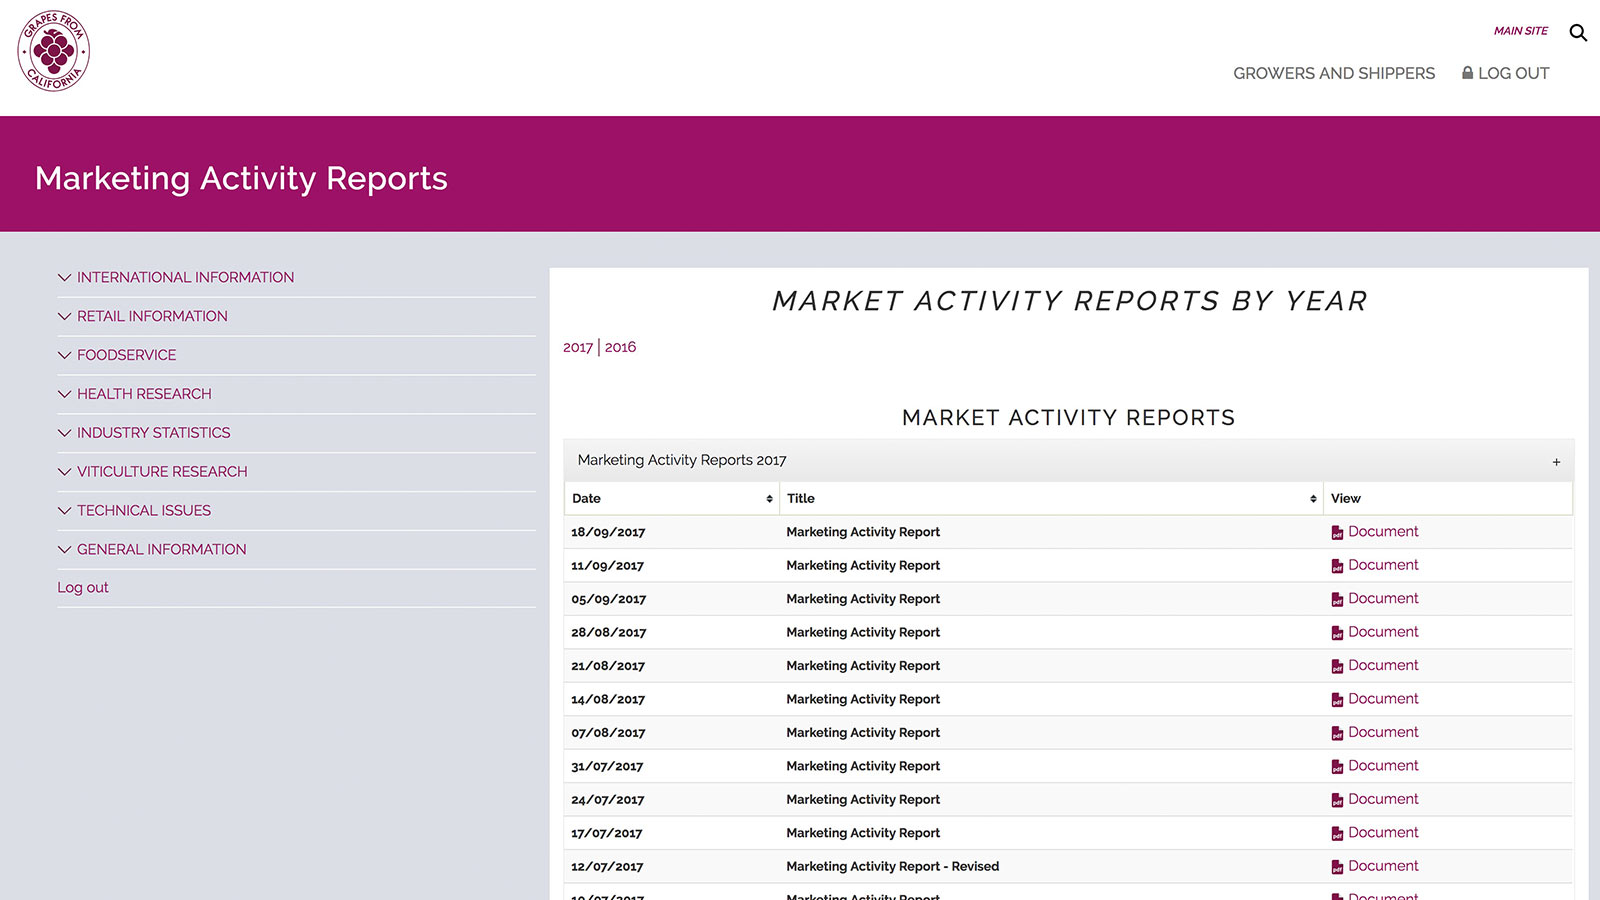 GRAPES FROM
CALIFORNIA
MAIN SITE
GROWERS AND SHIPPERS LOG OUT
Marketing Activity Reports
INTERNATIONAL INFORMATION
RETAIL INFORMATION
FOODSERVICE
HEALTH RESEARCH
INDUSTRY STATISTICS
VITICULTURE RESEARCH
TECHNICAL ISSUES
GENERAL INFORMATION
Log out
MARKET ACTIVITY REPORTS BY YEAR
2017 | 2016
MARKET ACTIVITY REPORTS
Marketing Activity Reports 2017 +
Date Title View
18/09/2017 Marketing Activity Report Document
11/09/2017 Marketing Activity Report Document
05/09/2017 Marketing Activity Report Document
28/08/2017 Marketing Activity Report Document
21/08/2017 Marketing Activity Report Document
14/08/2017 Marketing Activity Report Document
07/08/2017 Marketing Activity Report Document
31/07/2017 Marketing Activity Report Document
24/07/2017 Marketing Activity Report Document
17/07/2017 Marketing Activity Report Document
12/07/2017 Marketing Activity Report - Revised Document
10/07/2017 Marketing Activity Report Document